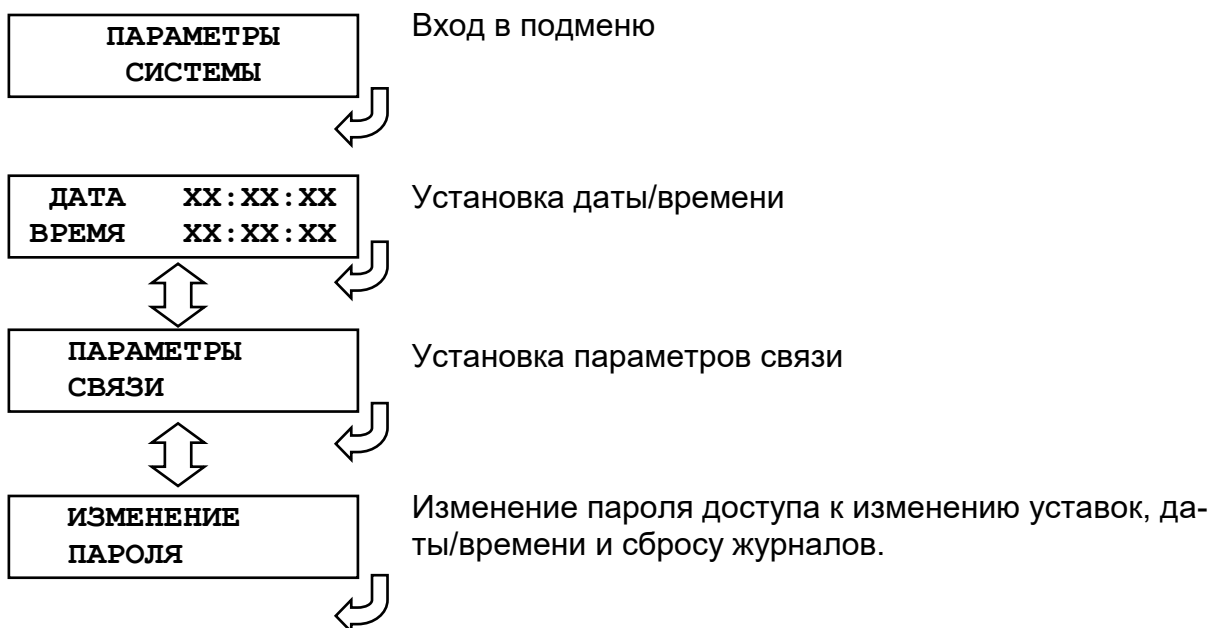 ПАРАМЕТРЫ
СИСТЕМЫ
Вход в подменю
ДАТА XX:XX:XX
ВРЕМЯ XX:XX:XX
Установка даты/времени
ПАРАМЕТРЫ
СВЯЗИ
Установка параметров связи
ИЗМЕНЕНИЕ
ПАРОЛЯ
Изменение пароля доступа к изменению уставок, да-
ты/времени и сбросу журналов.